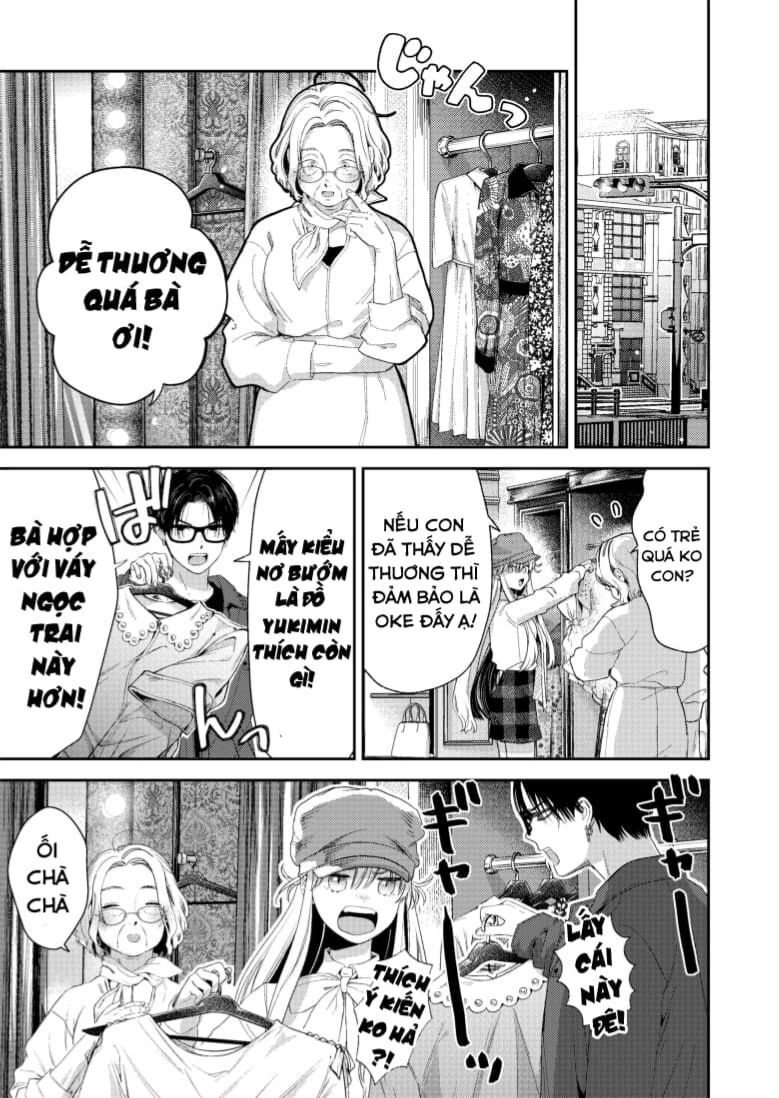 じゃんっ
DỄ THƯƠNG
QUÁ BÀ
ƠI!
CÓ TRẺ
QUÁ KO
CON?
NẾU CON
ĐÃ THẤY DỄ
THƯƠNG THÌ
ĐẢM BẢO LÀ
OKE ĐẤY Ạ!
MẤY KIỂU
NƠ BƯỚM
LÀ ĐỒ
YUKIMIN
THÍCH CÒN
GÌ!
ばんっ
BÀ HỢP
VỚI VÁY
NGỌC
TRAI
NÀY
HƠN!
ギャー
LẤY
CÁI NÀY
ĐÊ!
ギャー
THÍCH
Ý KIẾN
KO HẢ
?!
ỐI
CHÀ
CHÀ